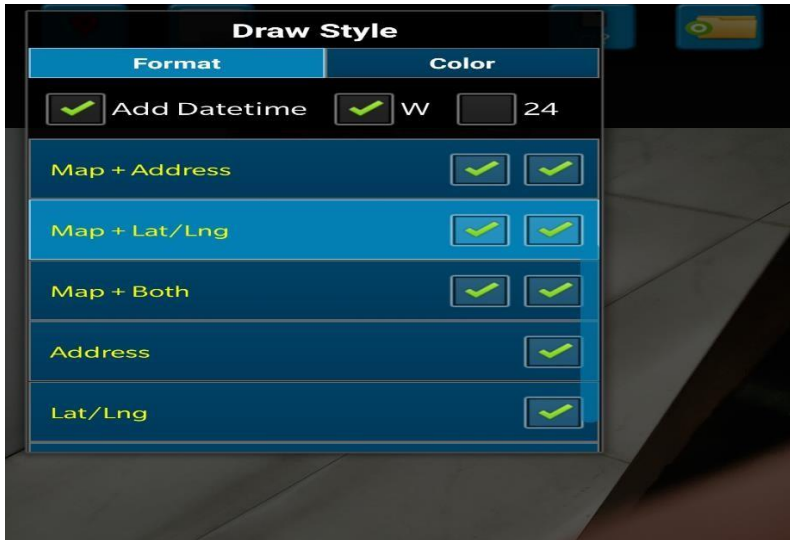 Draw Style
Format Color
Add Datetime W 24
Map + Address
Map + Lat/Lng
Map + Both
Address
Lat/Lng